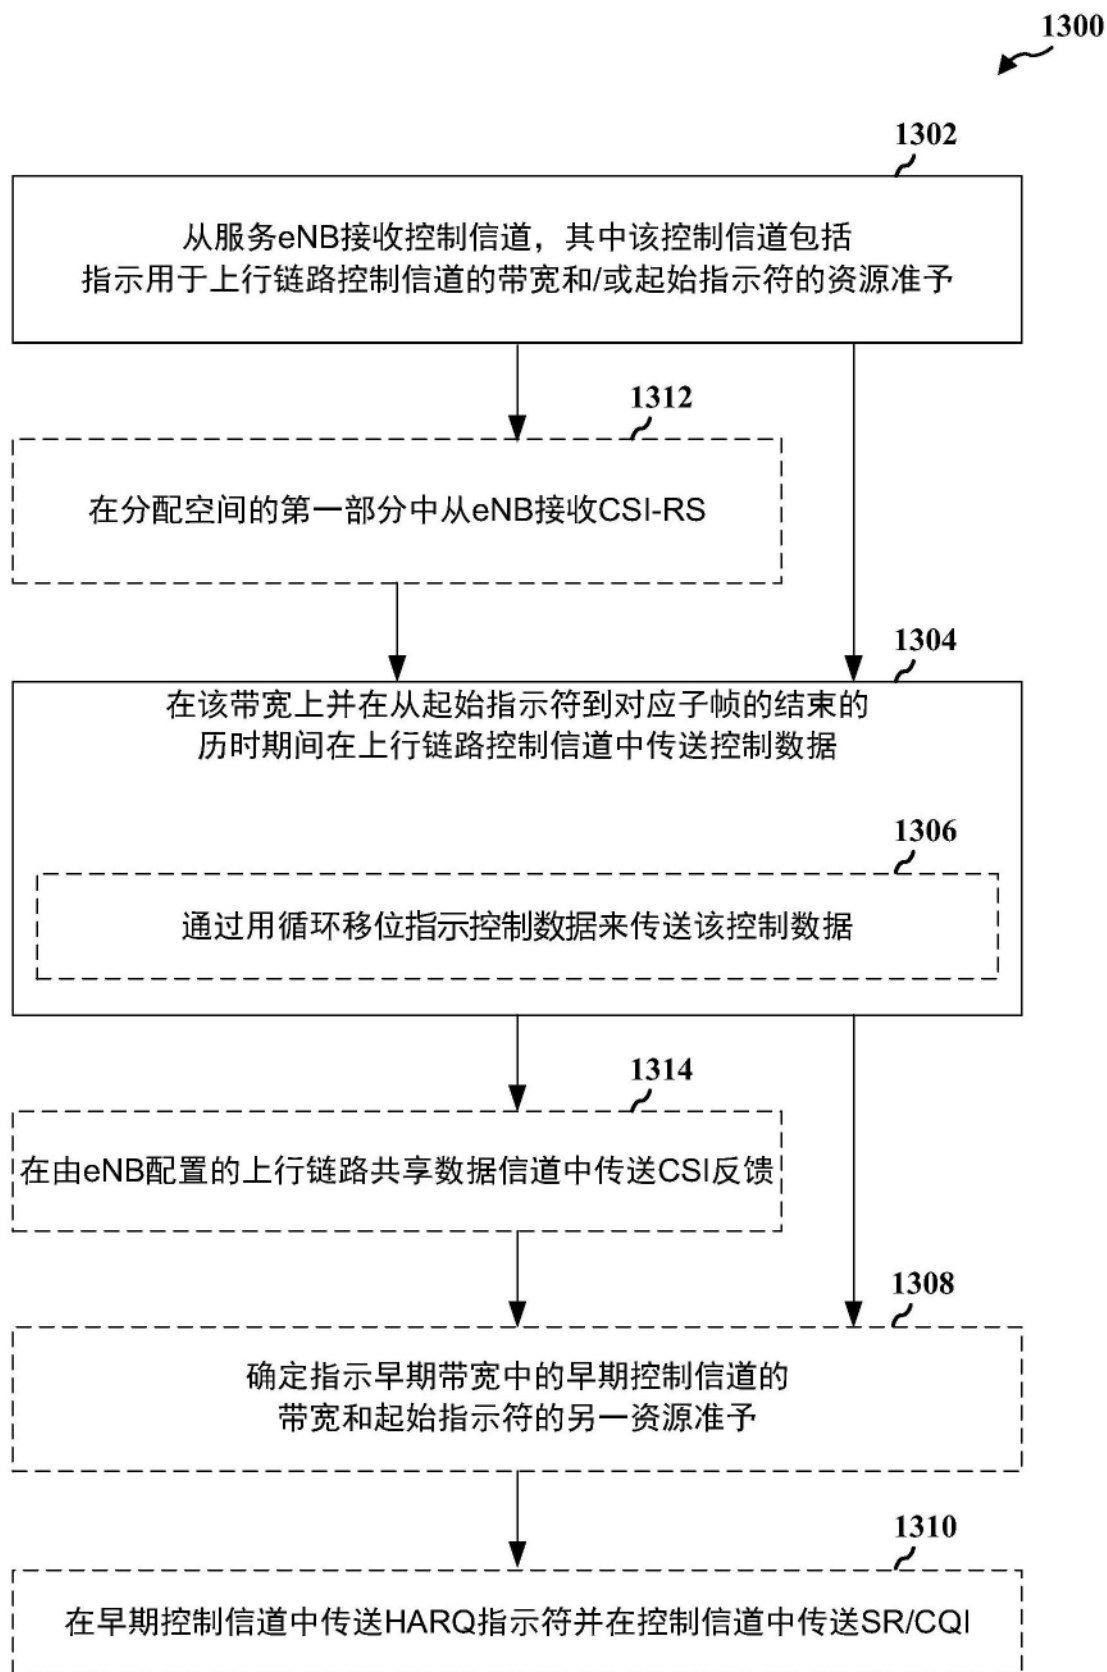 1300
1302
从服务eNB接收控制信道，其中该控制信道包括
指示用于上行链路控制信道的带宽和/或起始指示符的资源准予
1312
在分配空间的第一部分中从eNB接收CSI-RS
1304
在该带宽上并在从起始指示符到对应子帧的结束的
历时期间在上行链路控制信道中传送控制数据
1306
通过用循环移位指示控制数据来传送该控制数据
1314
在由eNB配置的上行链路共享数据信道中传送CSI反馈
1308
确定指示早期带宽中的早期控制信道的
带宽和起始指示符的另一资源准予
1310
在早期控制信道中传送HARQ指示符并在控制信道中传送SR/CQI